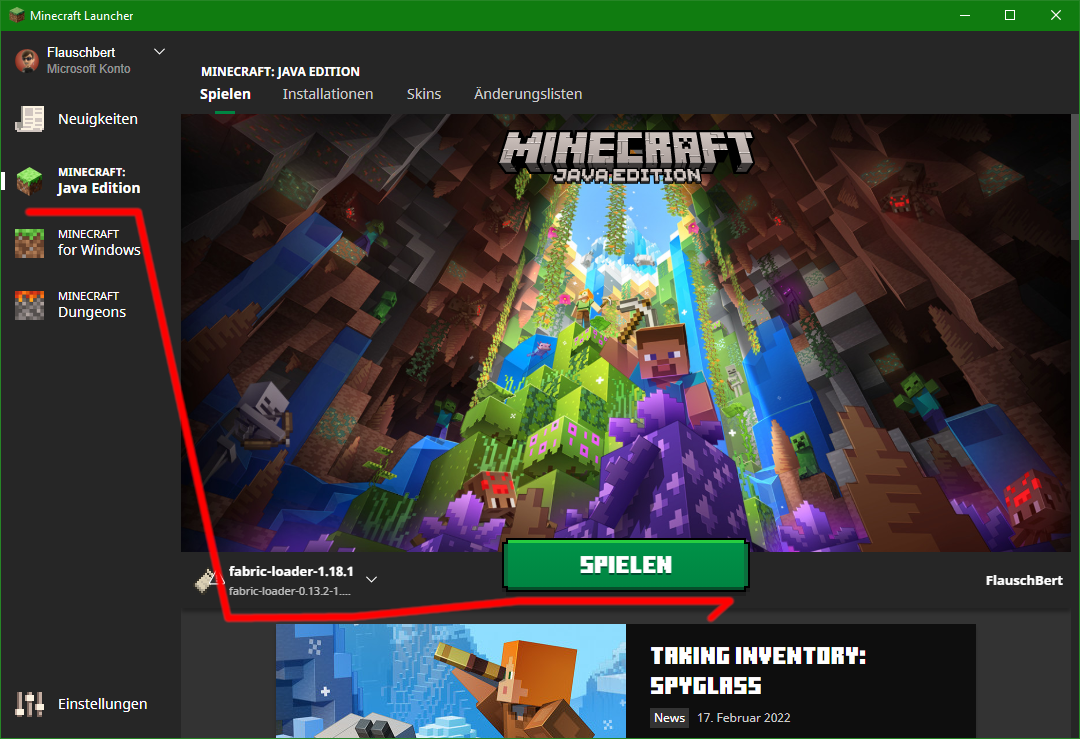 Minecraft Launcher
Flauschbert
Microsoft Konto
Neuigkeiten
MINECRAFT:
Java Edition
MINECRAFT
for Windows
MINECRAFT
Dungeons
Einstellungen
MINECRAFT: JAVA EDITION
Spielen Installationen Skins Änderungslisten
MINECRAFT
JAVA EDITION
fabric-loader-1.18.1
fabric-loader-0.13.2-1....
SPIELEN
FlauschBert
TAKING INVENTORY:
SPYGLASS
News 17. Februar 2022